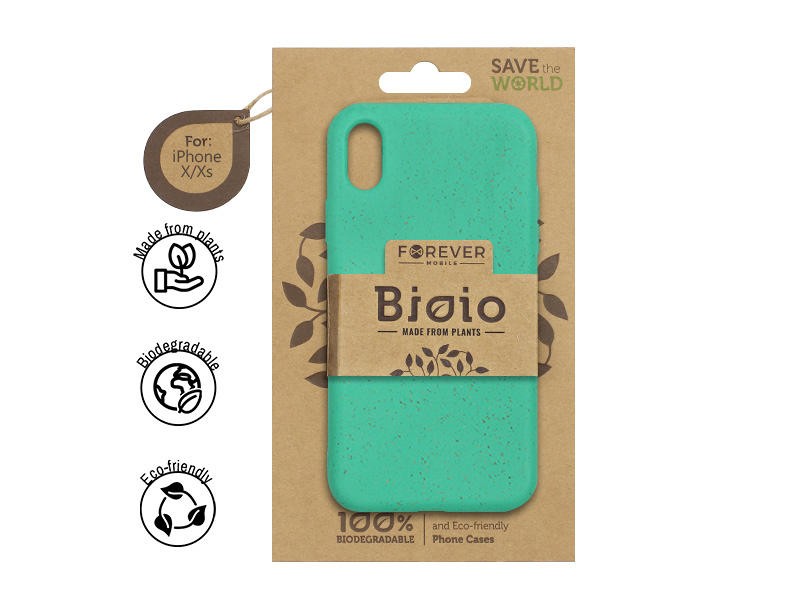 SAVE the
WORLD
For:
iPhone
X/Xs
Made from plants
Biodegradable
Eco-friendly
FOREVER
MOBILE
Bioio
MADE FROM PLANTS
100%
BIODEGRADABLE
and Eco-friendly
Phone Cases